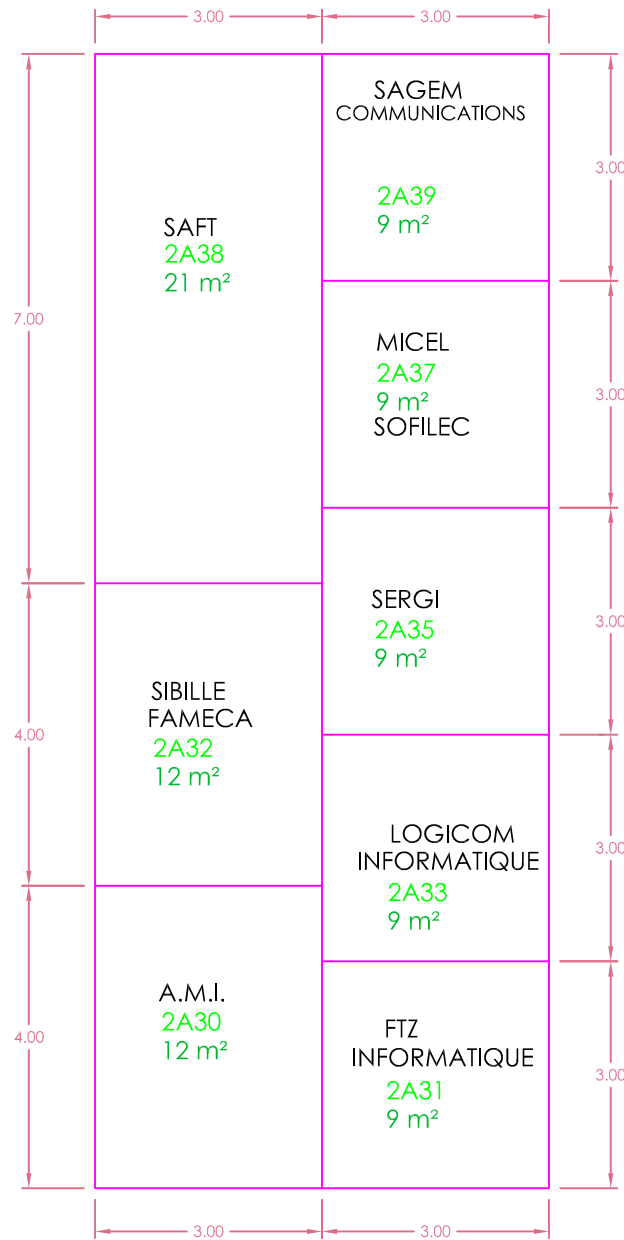 3.00
3.00
SAGEM
COMMUNICATIONS
2A39
9 m²
3.00
SAFT
2A38
21 m²
7.00
MICEL
2A37
9 m²
SOFILEC
3.00
SERGI
2A35
9 m²
3.00
SIBILLE
FAMECA
2A32
12 m²
4.00
LOGICOM
INFORMATIQUE
2A33
9 m²
3.00
A.M.I.
2A30
12 m²
4.00
FTZ
INFORMATIQUE
2A31
9 m²
3.00
3.00
3.00